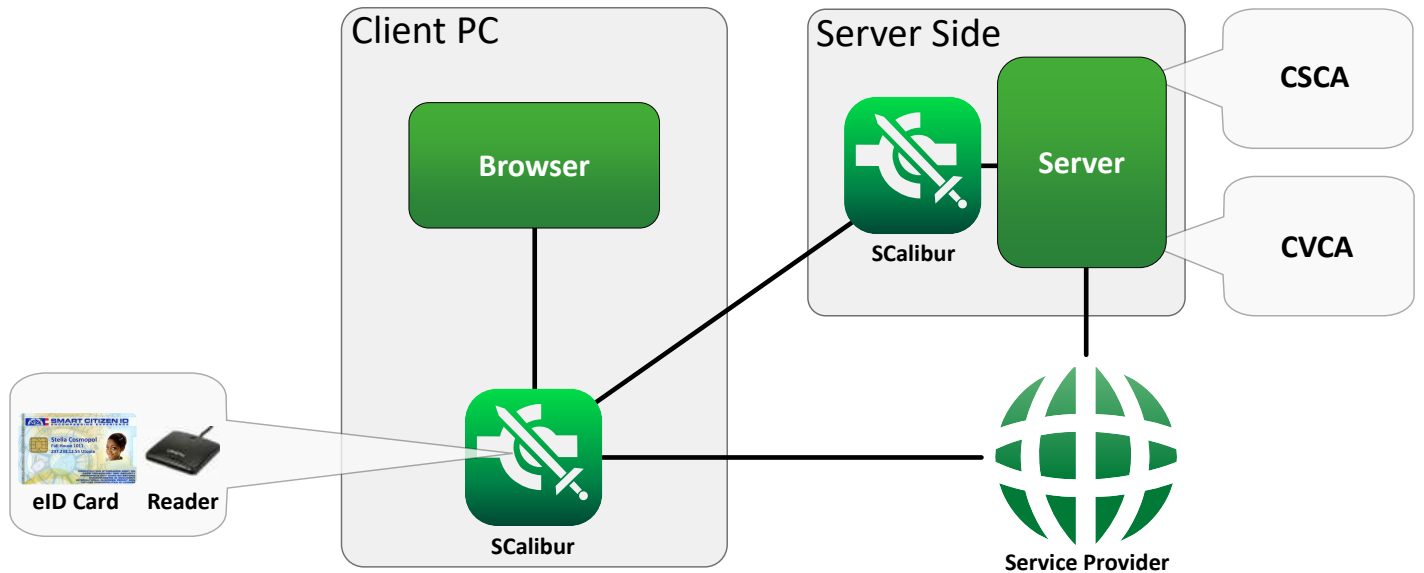 Client PC
Server Side
Browser
Server
CSCA
CVCA
SCalibur
SMART CITIZEN ID
Stella Cosmopol
eID Card
Reader
SCalibur
Service Provider